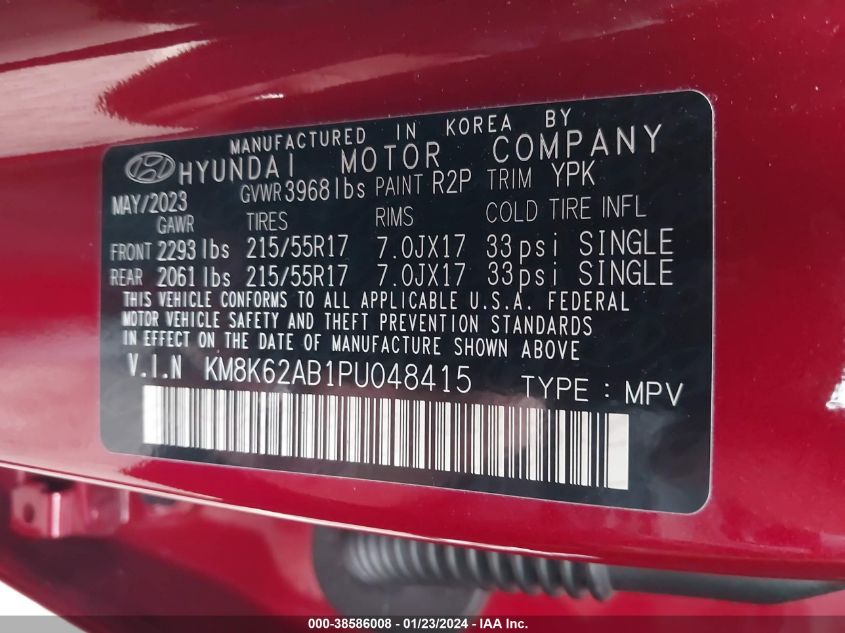 MANUFACTURED IN KOREA BY
HYUNDAI MOTOR COMPANY
MAY/2023 GVWR 3968 lbs PAINT R2P TRIM YPK
GAWR TIRES RIMS COLD TIRE INFL
FRONT 2293 lbs 215/55R17 7.0JX17 33psi SINGLE
REAR 2061 lbs 215/55R17 7.0JX17 33psi SINGLE
THIS VEHICLE CONFORMS TO ALL APPLICABLE U.S.A. FEDERAL
MOTOR VEHICLE SAFETY AND THEFT PREVENTION STANDARDS
IN EFFECT ON THE DATE OF MANUFACTURE SHOWN ABOVE
V.I.N KM8K62AB1PU048415 TYPE : MPV
000-38586008 - 01/23/2024 - IAA Inc.